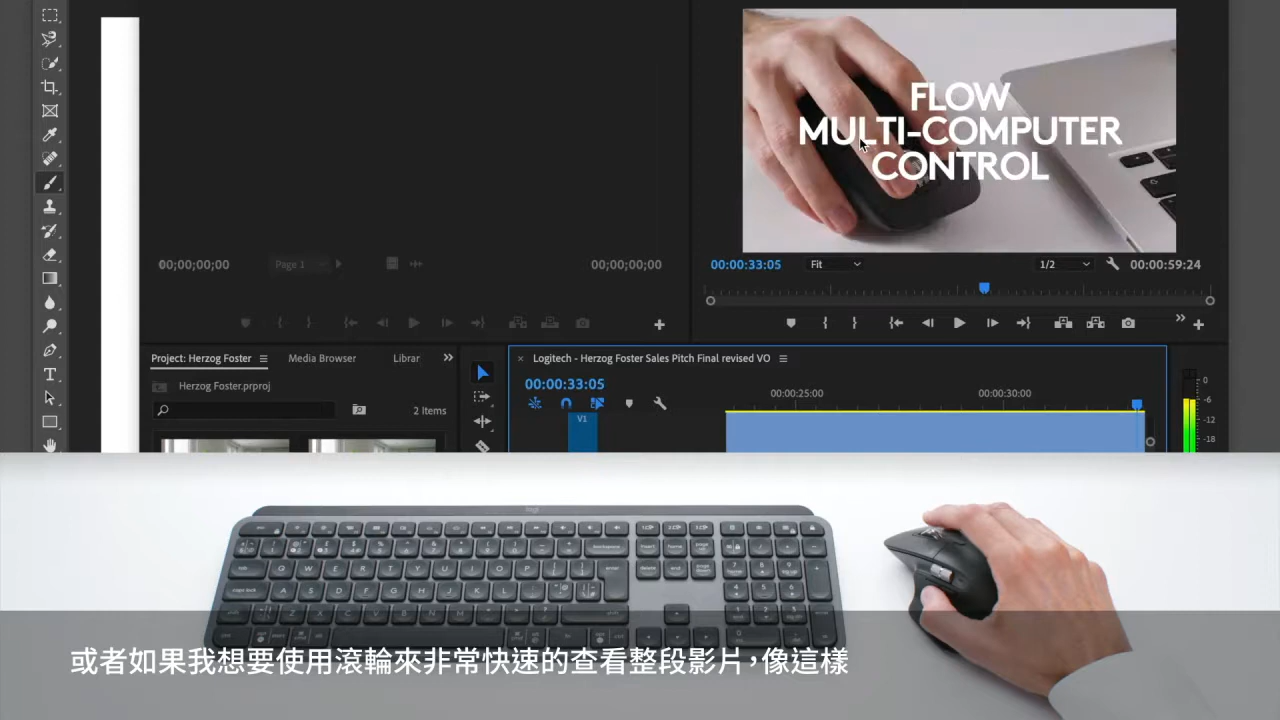 FLOW
MULTI-COMPUTER
CONTROL
00;00;00;00
Page 1
00;00;00;00
00:00:33:05
Fit
1/2
00:00:59:24
Project: Herzog Foster
Media Browser
Librar
Herzog Foster.prproj
2 Items
Logitech - Herzog Foster Sales Pitch Final revised VO
00:00:33:05
00:00:25:00
00:00:30:00
V1
0
-6
-12
-18
或者如果我想要使用滾輪來非常快速的查看整段影片,像這樣